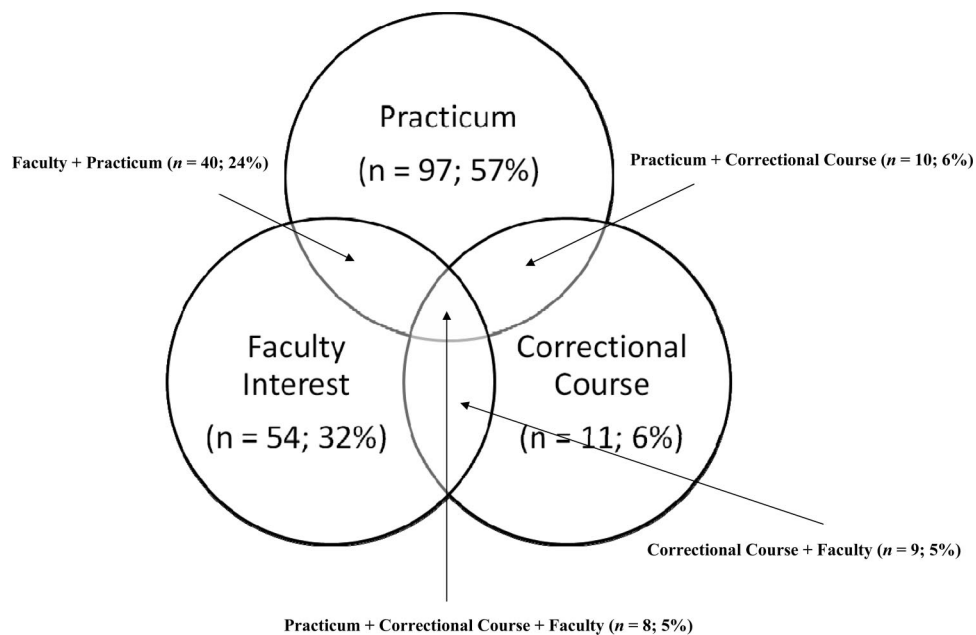 Practicum
(n = 97; 57%)
Faculty + Practicum (n = 40; 24%)
Practicum + Correctional Course (n = 10; 6%)
Faculty
Interest
(n = 54; 32%)
Correctional
Course
(n = 11; 6%)
Correctional Course + Faculty (n = 9; 5%)
Practicum + Correctional Course + Faculty (n = 8; 5%)